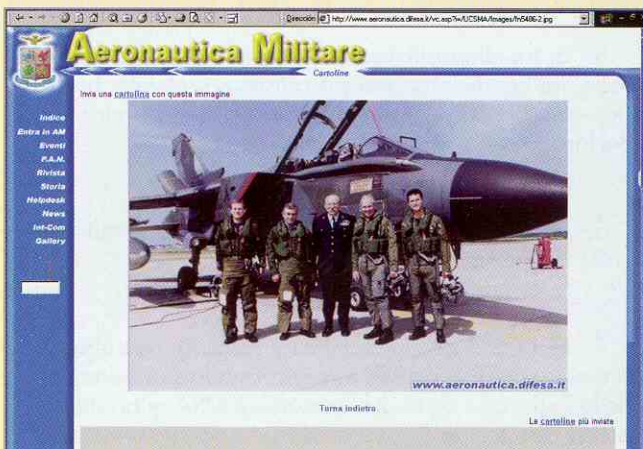 Dirección http://www.aeronautica.difesa.it/vc.asp?i=/UCSMA/Images/fn5486-2.jpg
Aeronautica Militare
Cartoline
Invia una cartolina con questa immagine
Indice
Entra in AM
Eventi
P.A.N.
Rivista
Storia
Helpdesk
News
Int-Com
Gallery
www.aeronautica.difesa.it
Torna indietro
Le cartoline più inviate